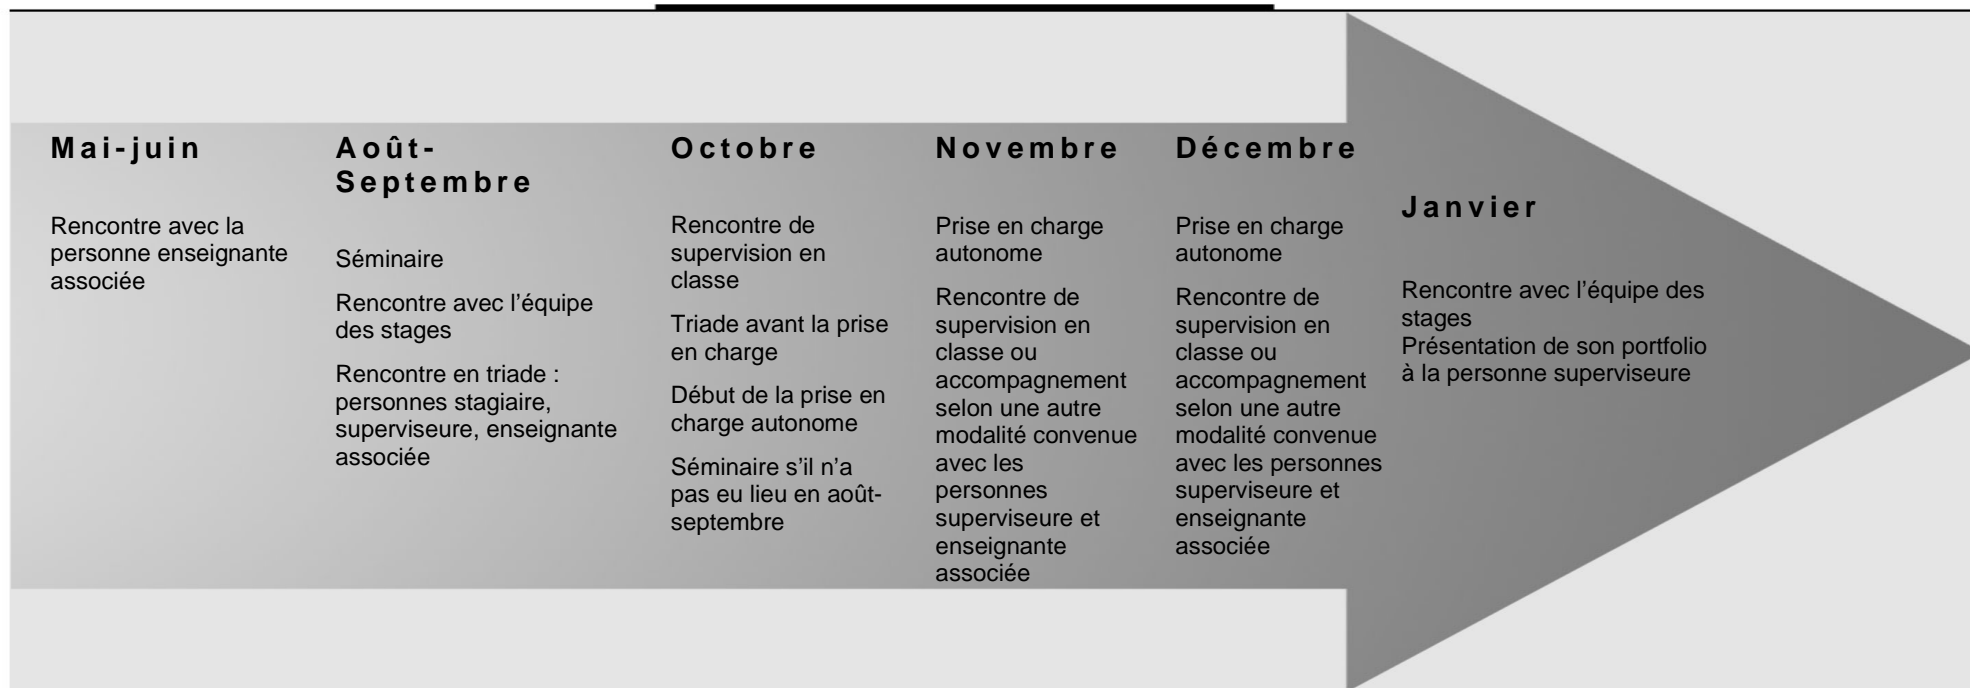 Mai-juin
Rencontre avec la
personne enseignante
associée
Août-
Septembre
Séminaire
Rencontre avec l’équipe
des stages
Rencontre en triade :
personnes stagiaire,
superviseure, enseignante
associée
Octobre
Rencontre de
supervision en
classe
Triade avant la prise
en charge
Début de la prise en
charge autonome
Séminaire s’il n’a
pas eu lieu en août-
septembre
Novembre
Prise en charge
autonome
Rencontre de
supervision en
classe ou
accompagnement
selon une autre
modalité convenue
avec les
personnes
superviseure et
enseignante
associée
Décembre
Prise en charge
autonome
Rencontre de
supervision en
classe ou
accompagnement
selon une autre
modalité convenue
avec les personnes
superviseure et
enseignante
associée
Janvier
Rencontre avec l’équipe des
stages
Présentation de son portfolio
à la personne superviseure